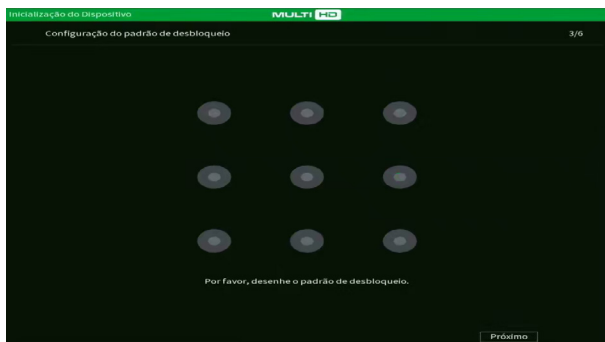 Inicialização do Dispositivo
MULTI HD
Configuração do padrão de desbloqueio
3/6
Por favor, desenhe o padrão de desbloqueio.
Próximo